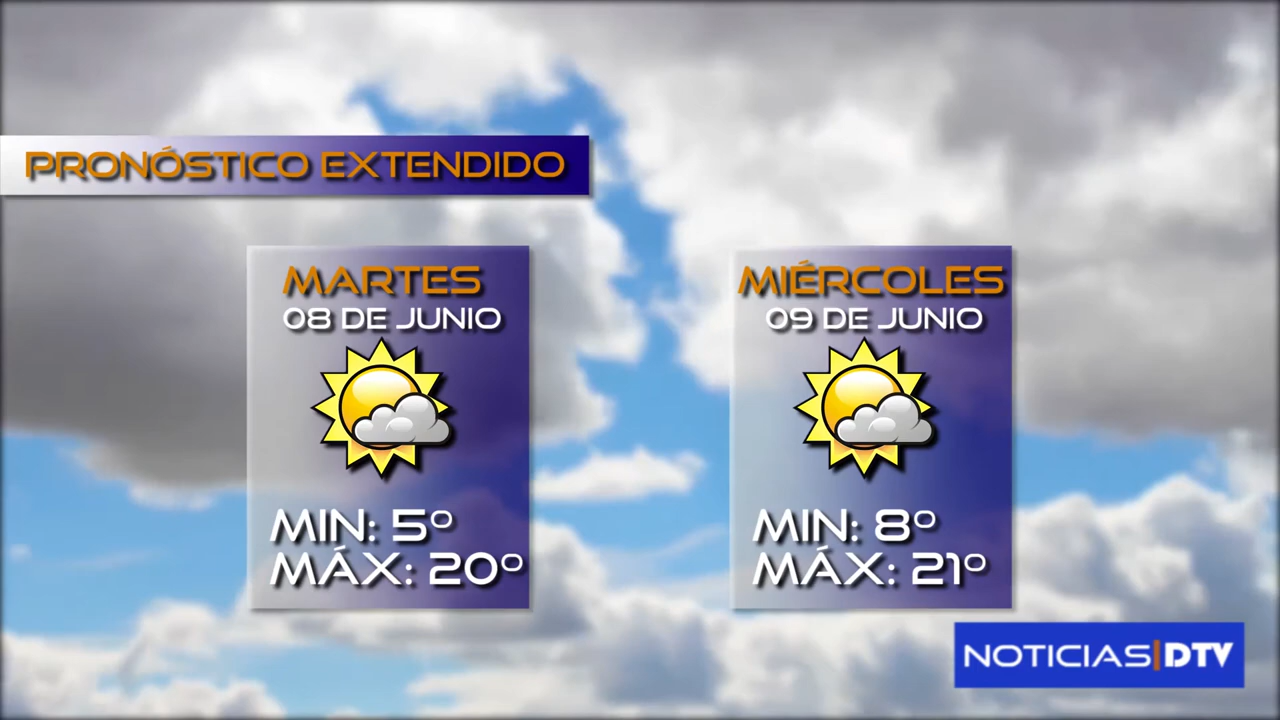 PRONÓSTICO EXTENDIDO
MARTES
08 DE JUNIO
MIN: 5º
MÁX: 20º
MIÉRCOLES
09 DE JUNIO
MIN: 8º
MÁX: 21º
NOTICIAS|DTV